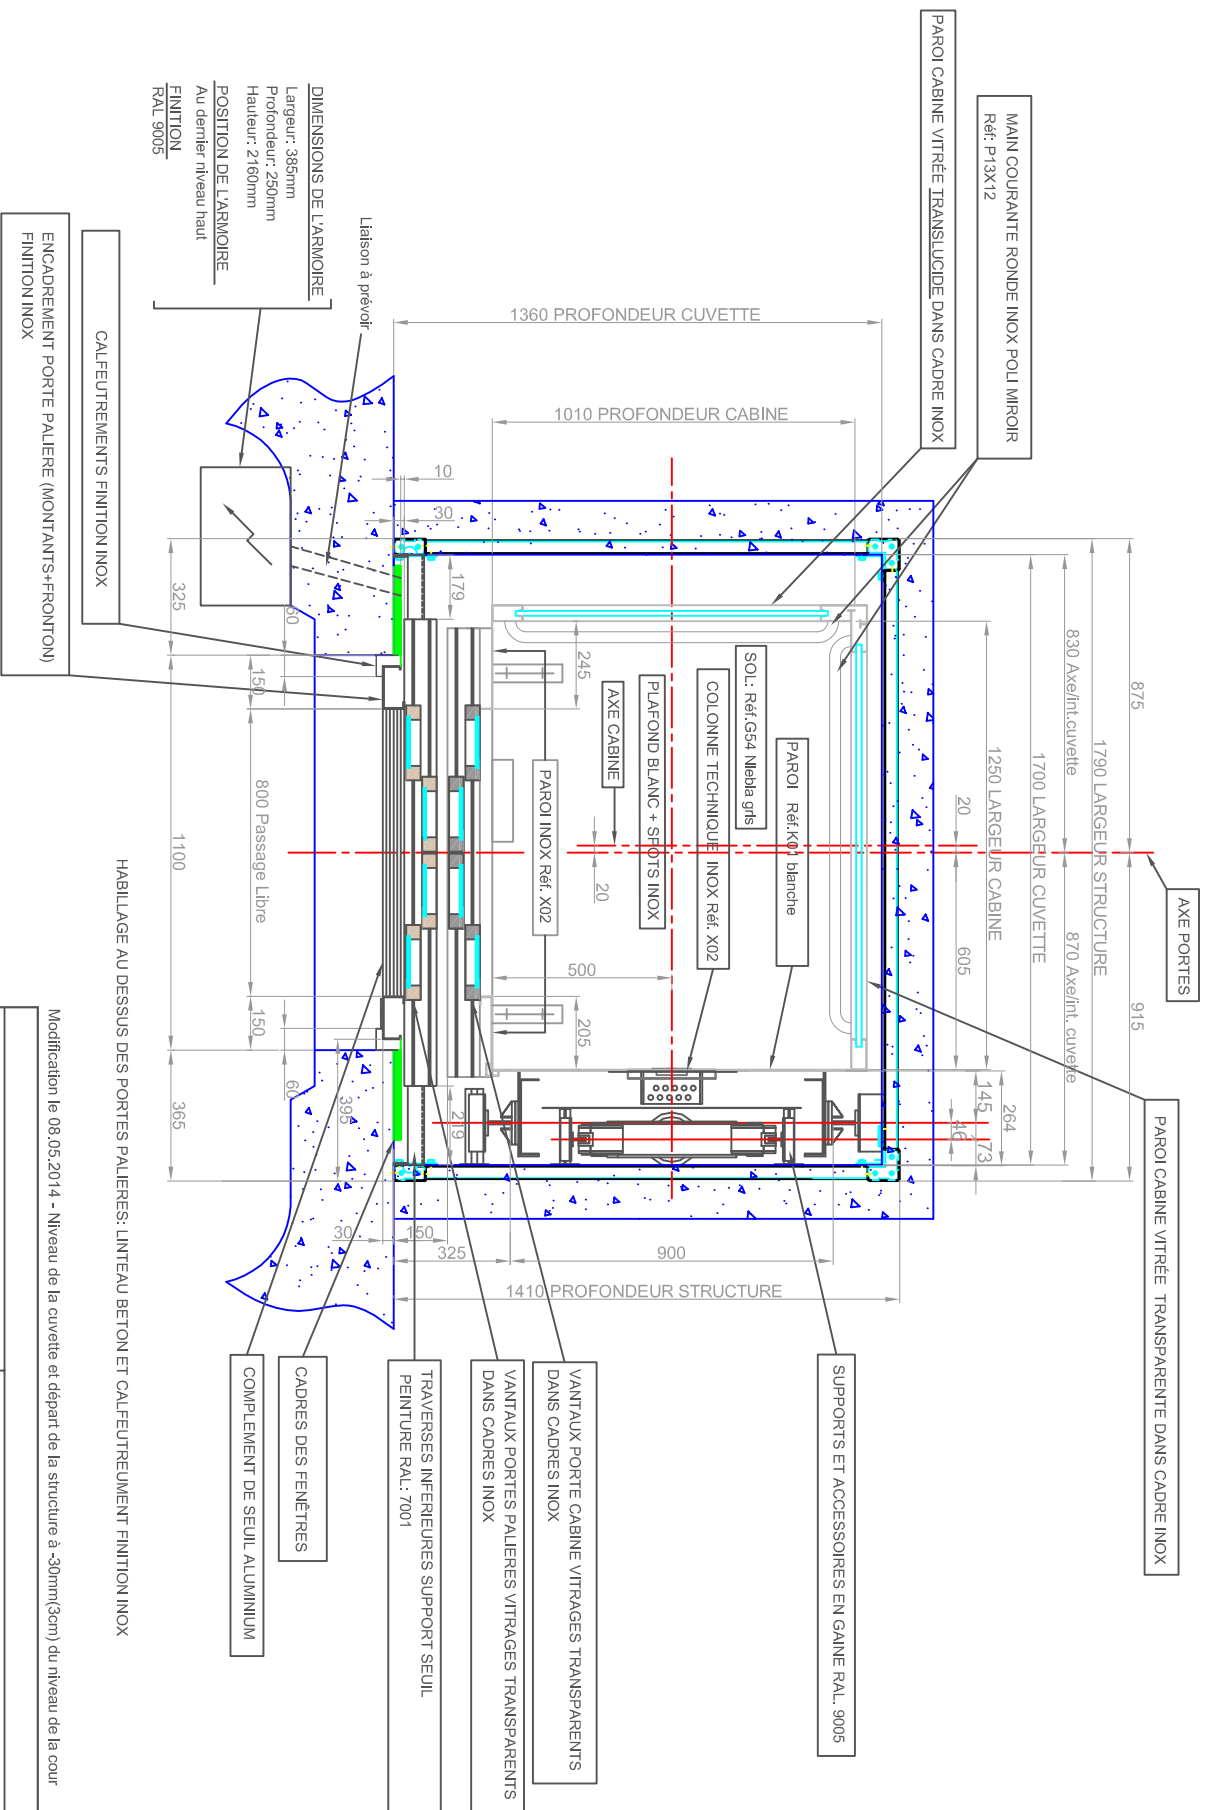 AXE PORTES
PAROI CABINE VITRÉE TRANSLUCIDE DANS CADRE INOX
MAIN COURANTE RONDE INOX POLI MIROIR
Réf: P13X12
PAROI CABINE VITRÉE TRANSPARENTE DANS CADRE INOX
875
915
1790 LARGEUR STRUCTURE
830 Axe/int.cuvette
870 Axe/int. cuvette
1700 LARGEUR CUVETTE
1250 LARGEUR CABINE
20
605
264
145
46
73
1360 PROFONDEUR CUVETTE
1010 PROFONDEUR CABINE
PAROI Réf.K01 blanche
SOL: Réf.G54 Niebla gris
COLONNE TECHNIQUE INOX Réf. X02
PLAFOND BLANC + SPOTS INOX
AXE CABINE
20
500
PAROI INOX Réf. X02
245
205
179
219
10
30
Liaison à prévoir
DIMENSIONS DE L'ARMOIRE
Largeur: 385mm
Profondeur: 250mm
Hauteur: 2160mm
POSITION DE L'ARMOIRE
Au dernier niveau haut
FINITION
RAL 9005
325
60
150
800 Passage Libre
1100
150
60
395
365
30
150
325
900
1410 PROFONDEUR STRUCTURE
CALFEUTREMENTS FINITION INOX
ENCADREMENT PORTE PALIERE (MONTANTS+FRONTON)
FINITION INOX
SUPPORTS ET ACCESSOIRES EN GAINE RAL. 9005
VANTAUX PORTE CABINE VITRAGES TRANSPARENTS
DANS CADRES INOX
VANTAUX PORTES PALIERES VITRAGES TRANSPARENTS
DANS CADRES INOX
TRAVERSES INFERIEURES SUPPORT SEUIL
PEINTURE RAL: 7001
CADRES DES FENÊTRES
COMPLEMENT DE SEUIL ALUMINIUM
HABILLAGE AU DESSUS DES PORTES PALIERES: LINTEAU BETON ET CALFEUTREUMENT FINITION INOX
Modification le 08.05.2014 - Niveau de la cuvette et départ de la structure à -30mm(3cm) du niveau de la cour